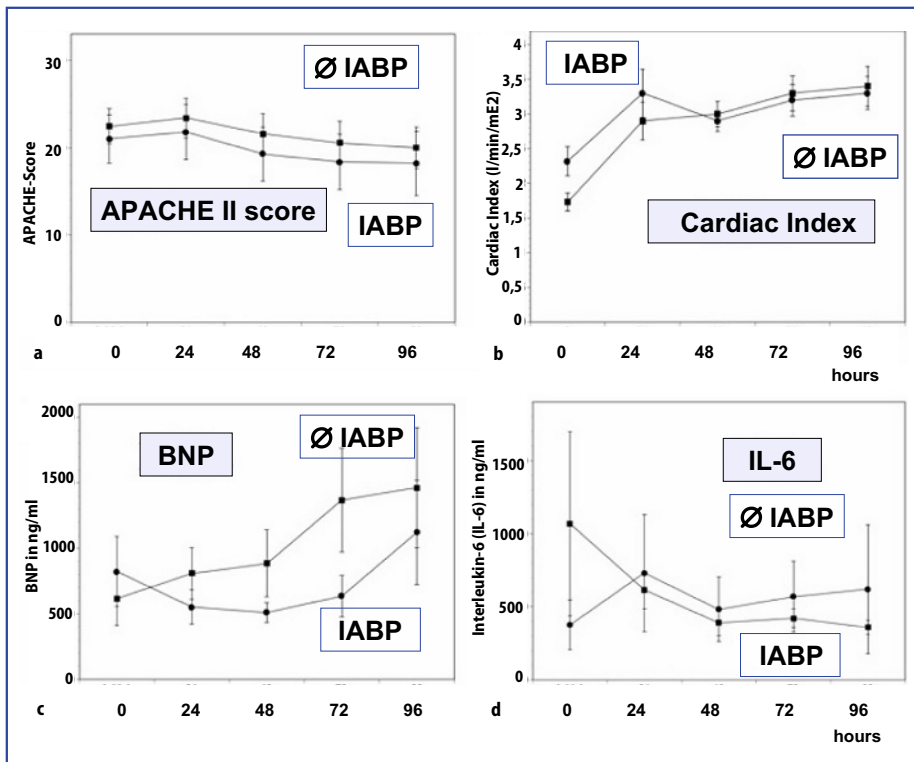 30
20
10
0
APACHE-Score
Ø IABP
APACHE II score
IABP
a
0 24 48 72 96
4
3,5
3
2,5
2
1,5
1
0,5
0
Cardiac Index (l/min/mE2)
IABP
Ø IABP
Cardiac Index
b
0 24 48 72 96
hours
2000
1500
1000
500
0
BNP in ng/ml
BNP
Ø IABP
IABP
c
0 24 48 72 96
1500
1000
500
0
Interleukin-6 (IL-6) in ng/ml
IL-6
Ø IABP
IABP
d
0 24 48 72 96
hours